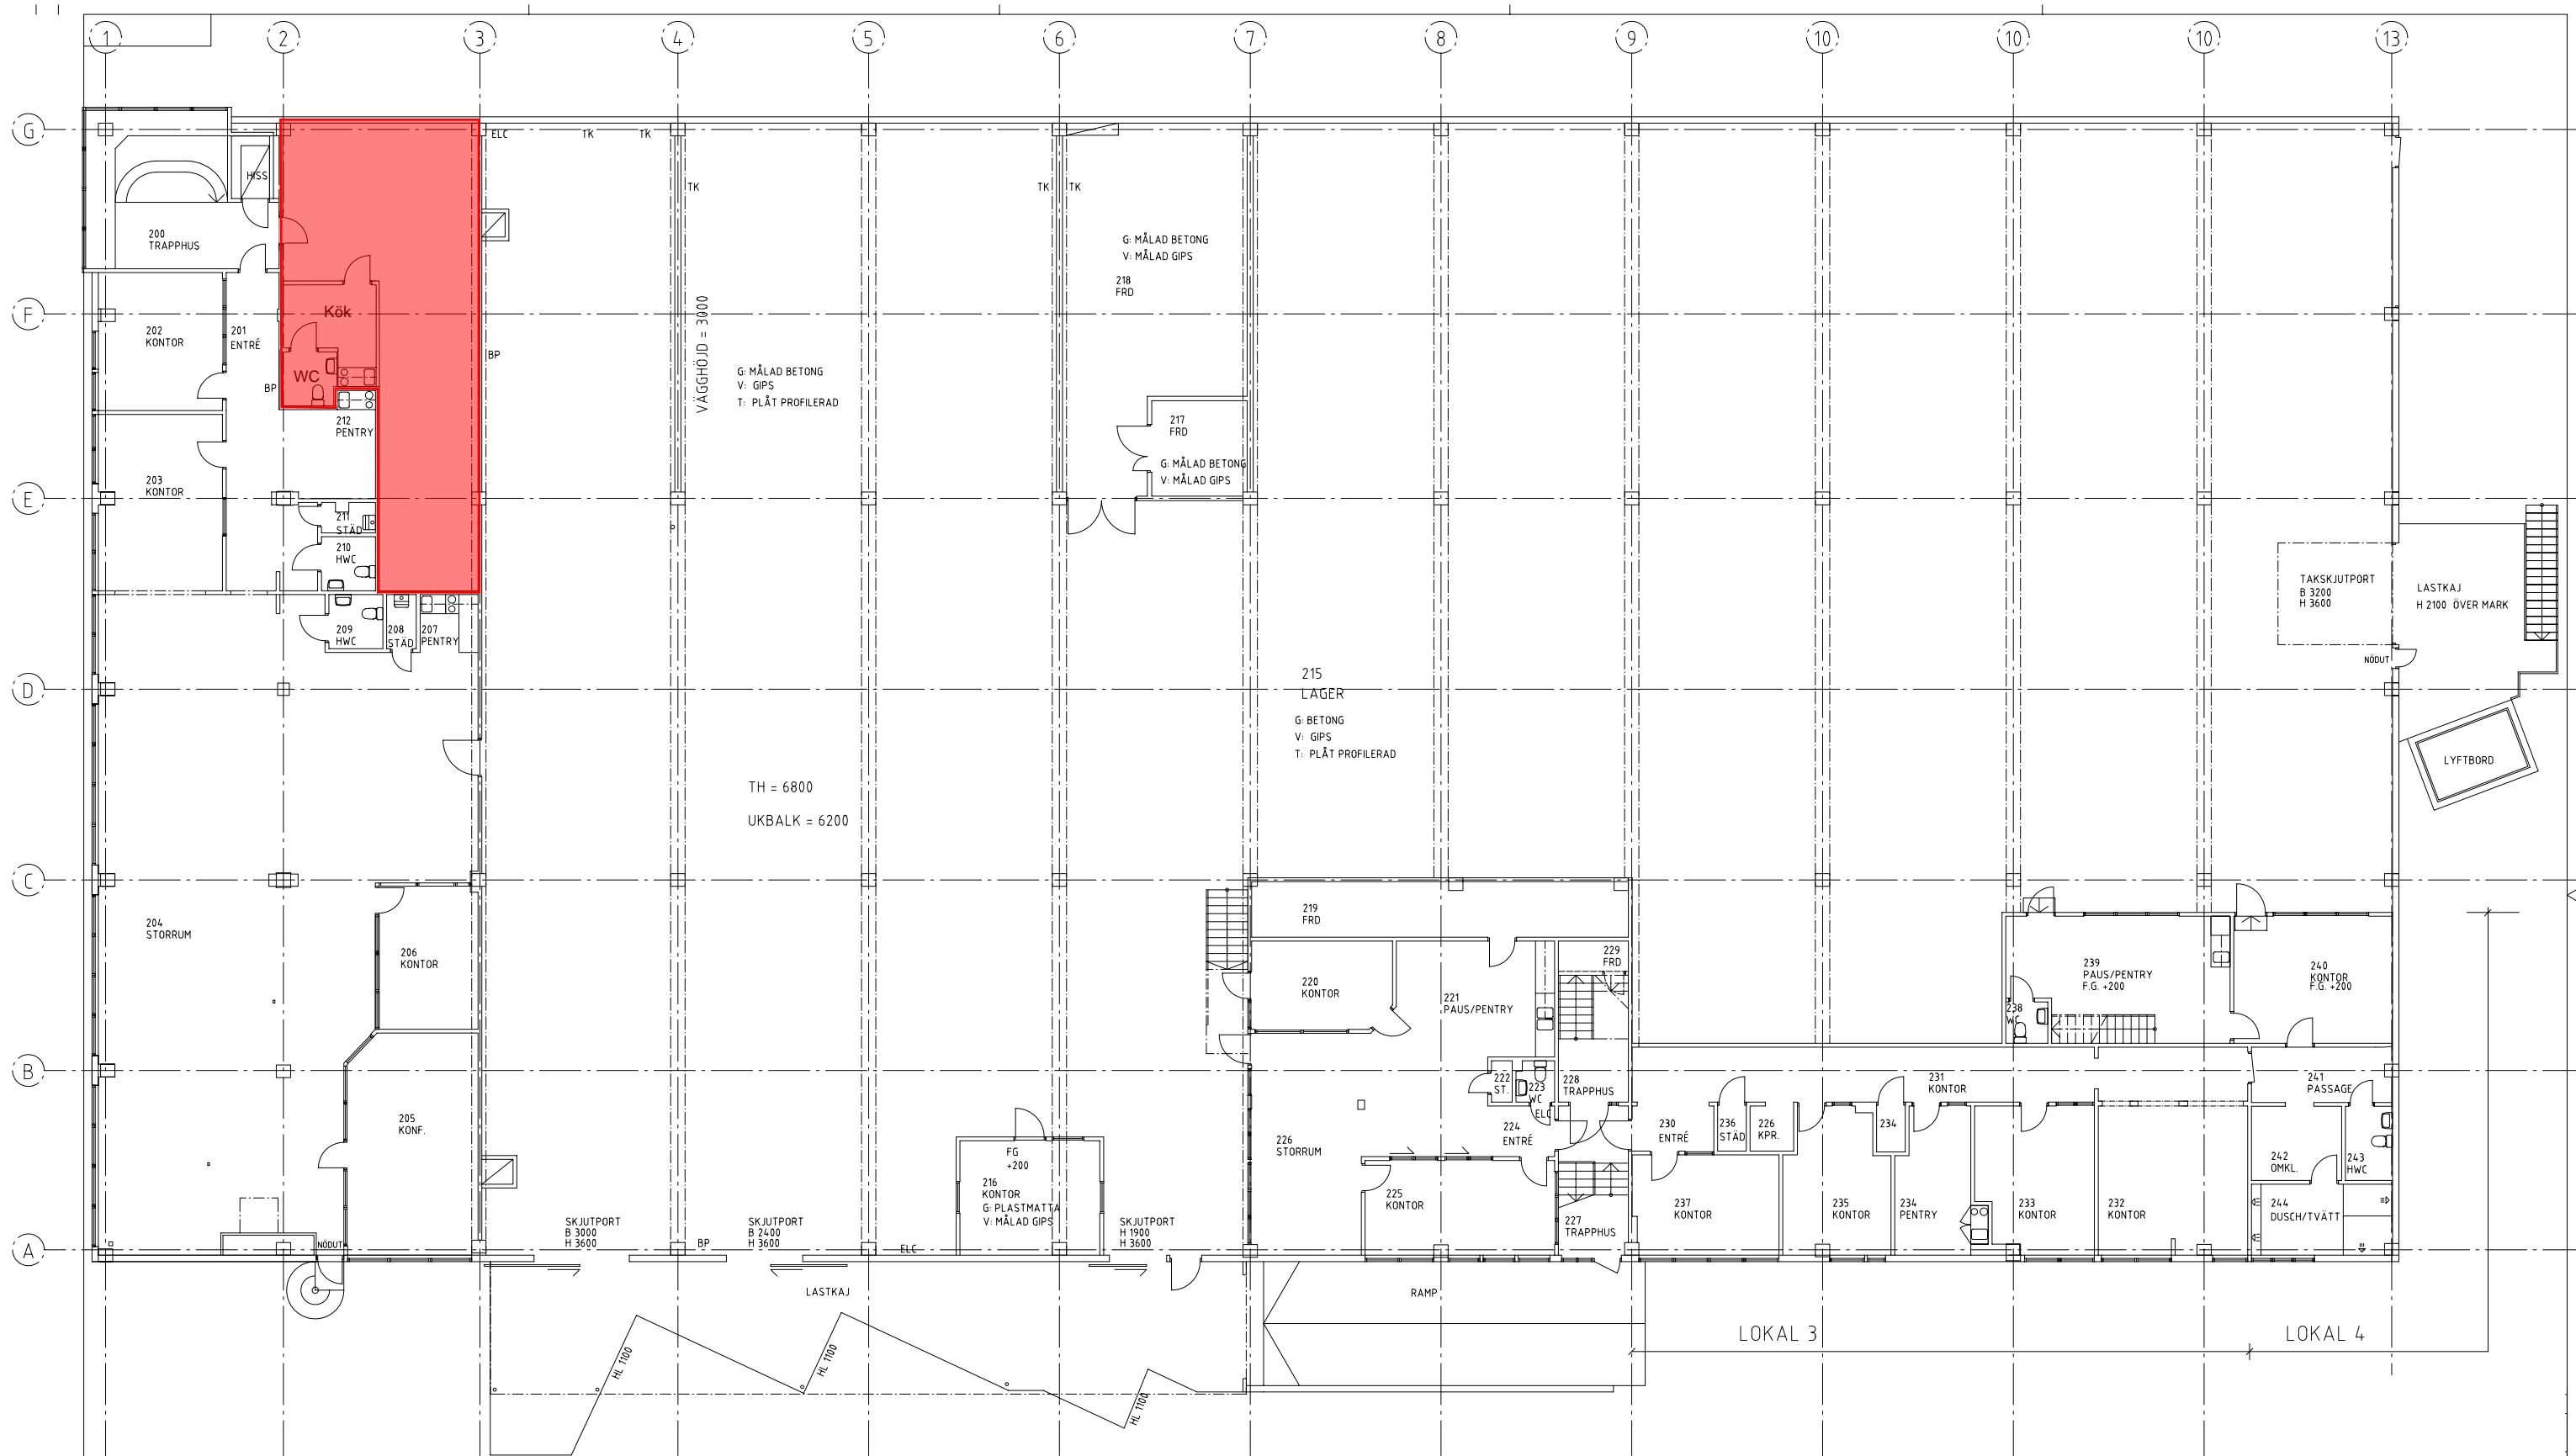 1 2 3 4 5 6 7 8 9 10 10 10 13
G
ELC
TK
TK
HISS
TK
TK
TK
200
TRAPPHUS
G: MÅLAD BETONG
V: MÅLAD GIPS
218
FRD
F
Kök
202
KONTOR
201
ENTRÉ
VÄGGHÖJD = 3000
BP
WC
BP
G: MÅLAD BETONG
V: GIPS
T: PLÅT PROFILERAD
212
PENTRY
217
FRD
G: MÅLAD BETONG
V: MÅLAD GIPS
203
KONTOR
E
211
STÄD
210
HWC
TAKSKJUTPORT
B 3200
H 3600
LASTKAJ
H 2100 ÖVER MARK
209
HWC
208
STÄD
207
PENTRY
NÖDUT
D
215
LAGER
G: BETONG
V: GIPS
T: PLÅT PROFILERAD
LYFTBORD
TH = 6800
UKBALK = 6200
C
204
STORRUM
206
KONTOR
219
FRD
220
KONTOR
221
PAUS/PENTRY
229
FRD
239
PAUS/PENTRY
F.G. +200
240
KONTOR
F.G. +200
238
WC
B
205
KONF.
222
ST.
223
WC
ELC
228
TRAPPHUS
231
KONTOR
241
PASSAGE
226
STORRUM
224
ENTRÉ
230
ENTRÉ
236
STÄD
226
KPR.
234
FG
+200
216
KONTOR
G: PLASTMATTA
V: MÅLAD GIPS
242
OMKL.
243
HWC
225
KONTOR
227
TRAPPHUS
237
KONTOR
235
KONTOR
234
PENTRY
233
KONTOR
232
KONTOR
244
DUSCH/TVÄTT
SKJUTPORT
B 3000
H 3600
SKJUTPORT
B 2400
H 3600
SKJUTPORT
H 1900
H 3600
A
NÖDUT
BP
ELC
LASTKAJ
RAMP
LOKAL 3
LOKAL 4
HL 1100
HL 1100
HL 1100